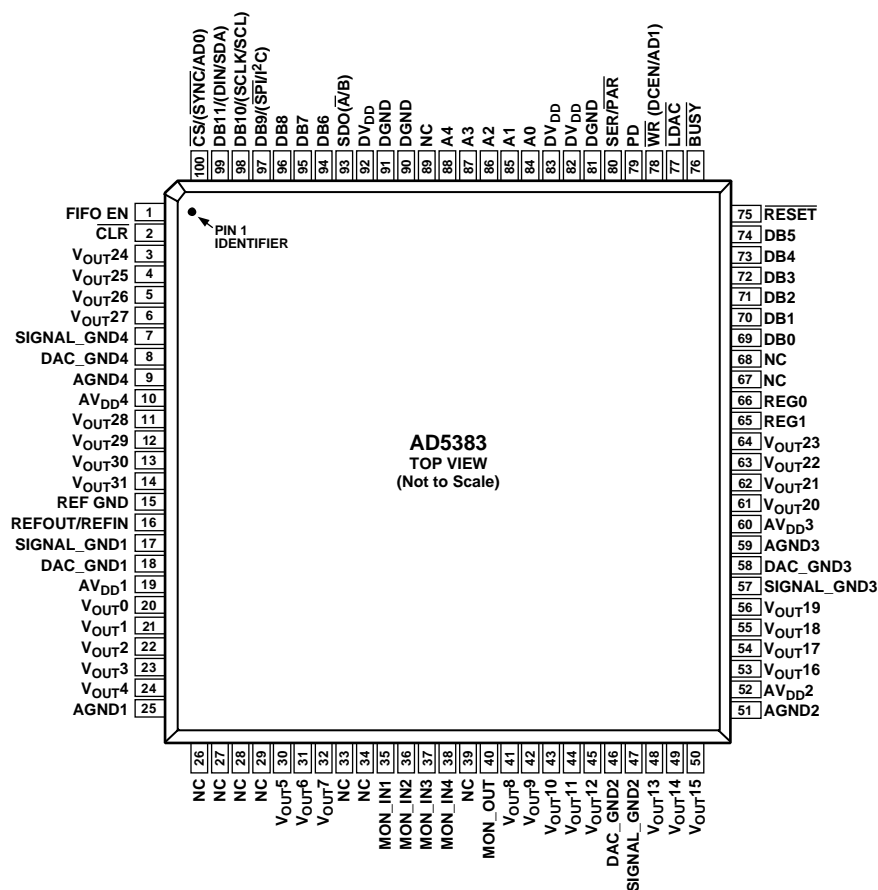 CS/(SYNC/AD0)
DB11/(DIN/SDA)
DB10/(SCLK/SCL)
DB9/(SPI/I²C)
DB8
DB7
DB6
SDO(A/B)
DVDD
DGND
DGND
NC
A4
A3
A2
A1
A0
DVDD
DVDD
DGND
SER/PAR
PD
WR (DCEN/AD1)
LDAC
BUSY
100 99 98 97 96 95 94 93 92 91 90 89 88 87 86 85 84 83 82 81 80 79 78 77 76
FIFO EN 1
CLR 2
VOUT24 3
VOUT25 4
VOUT26 5
VOUT27 6
SIGNAL_GND4 7
DAC_GND4 8
AGND4 9
AVDD4 10
VOUT28 11
VOUT29 12
VOUT30 13
VOUT31 14
REF GND 15
REFOUT/REFIN 16
SIGNAL_GND1 17
DAC_GND1 18
AVDD1 19
VOUT0 20
VOUT1 21
VOUT2 22
VOUT3 23
VOUT4 24
AGND1 25
PIN 1
IDENTIFIER
AD5383
TOP VIEW
(Not to Scale)
75 RESET
74 DB5
73 DB4
72 DB3
71 DB2
70 DB1
69 DB0
68 NC
67 NC
66 REG0
65 REG1
64 VOUT23
63 VOUT22
62 VOUT21
61 VOUT20
60 AVDD3
59 AGND3
58 DAC_GND3
57 SIGNAL_GND3
56 VOUT19
55 VOUT18
54 VOUT17
53 VOUT16
52 AVDD2
51 AGND2
26 27 28 29 30 31 32 33 34 35 36 37 38 39 40 41 42 43 44 45 46 47 48 49 50
NC
NC
NC
NC
VOUT5
VOUT6
VOUT7
NC
NC
MON_IN1
MON_IN2
MON_IN3
MON_IN4
NC
MON_OUT
VOUT8
VOUT9
VOUT10
VOUT11
VOUT12
DAC_GND2
SIGNAL_GND2
VOUT13
VOUT14
VOUT15